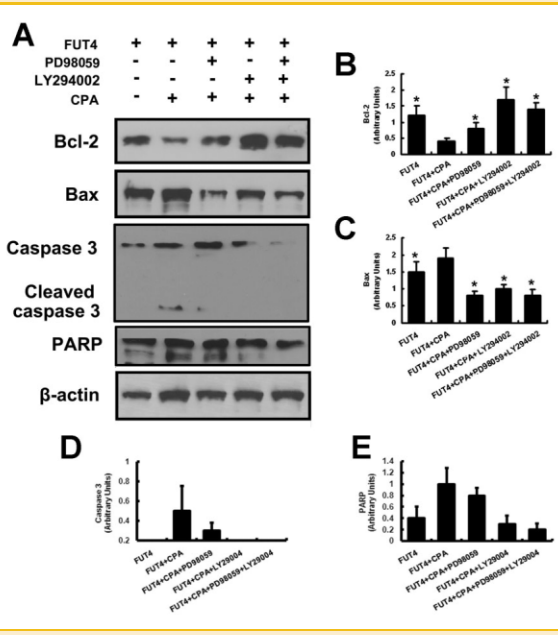 A
FUT4 + + + + +
PD98059 - - + - +
LY294002 - - - + +
CPA - + + + +
Bcl-2
Bax
Caspase 3
Cleaved
caspase 3
PARP
β-actin
B
Bcl-2
(Arbitrary Units)
2.5
2
1.5
1
0.5
0
* * * *
FUT4
FUT4+CPA
FUT4+CPA+PD98059
FUT4+CPA+LY294002
FUT4+CPA+PD98059+LY294002
C
Bax
(Arbitrary Units)
2.5
2
1.5
1
0.5
0
* * * *
FUT4
FUT4+CPA
FUT4+CPA+PD98059
FUT4+CPA+LY294002
FUT4+CPA+PD98059+LY294002
D
Caspase 3
(Arbitrary Units)
1
0.8
0.6
0.4
0.2
FUT4
FUT4+CPA
FUT4+CPA+PD98059
FUT4+CPA+LY29004
FUT4+CPA+PD98059+LY29004
E
PARP
(Arbitrary Units)
1.4
1.2
1
0.8
0.6
0.4
0.2
0
FUT4
FUT4+CPA
FUT4+CPA+PD98059
FUT4+CPA+LY29004
FUT4+CPA+PD98059+LY29004